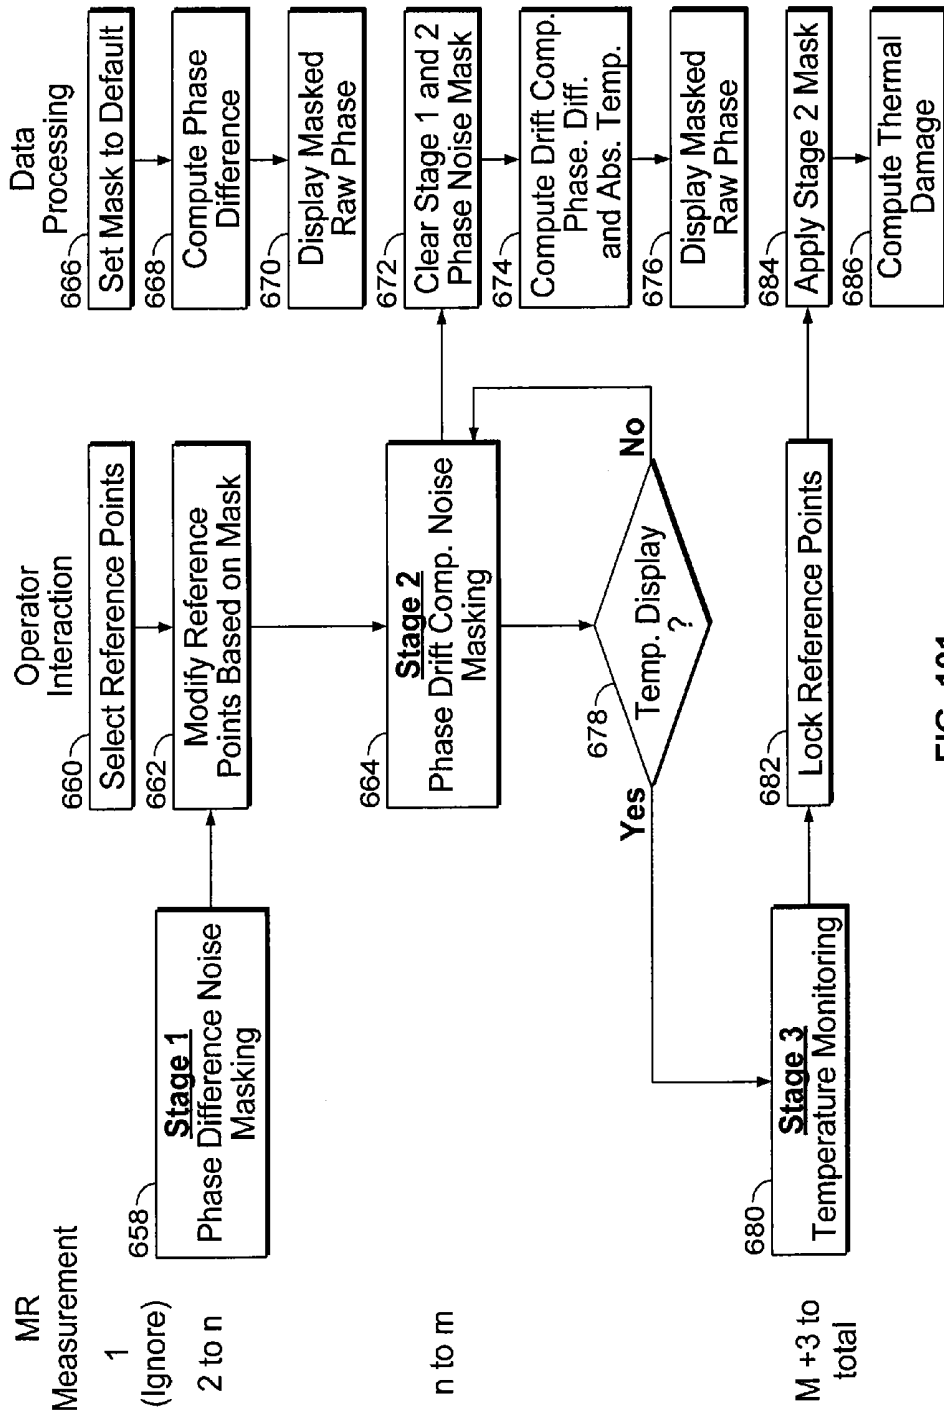 MR
Measurement
1
(Ignore)
2 to n
n to m
M +3 to
total
658
Stage 1
Phase Difference Noise
Masking
680
Stage 3
Temperature Monitoring
Operator
Interaction
660
Select Reference Points
662
Modify Reference
Points Based on Mask
664
Stage 2
Phase Drift Comp. Noise
Masking
678
Temp. Display
?
Yes
No
682
Lock Reference Points
Data
Processing
666
Set Mask to Default
668
Compute Phase
Difference
670
Display Masked
Raw Phase
672
Clear Stage 1 and 2
Phase Noise Mask
674
Compute Drift Comp.
Phase. Diff.
and Abs. Temp.
676
Display Masked
Raw Phase
684
Apply Stage 2 Mask
686
Compute Thermal
Damage